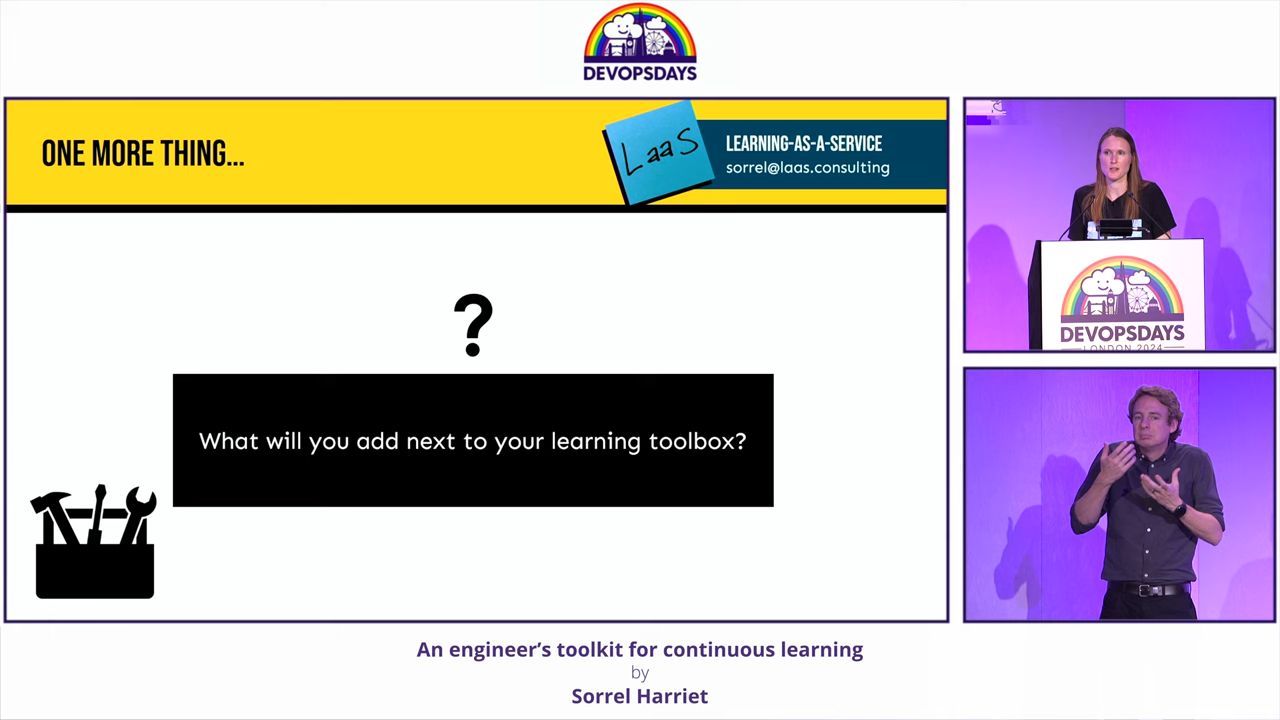 DEVOPSDAYS
ONE MORE THING...
LaaS
LEARNING-AS-A-SERVICE
sorrel@laas.consulting
?
What will you add next to your learning toolbox?
DEVOPSDAYS
LONDON 2024
An engineer's toolkit for continuous learning
by
Sorrel Harriet